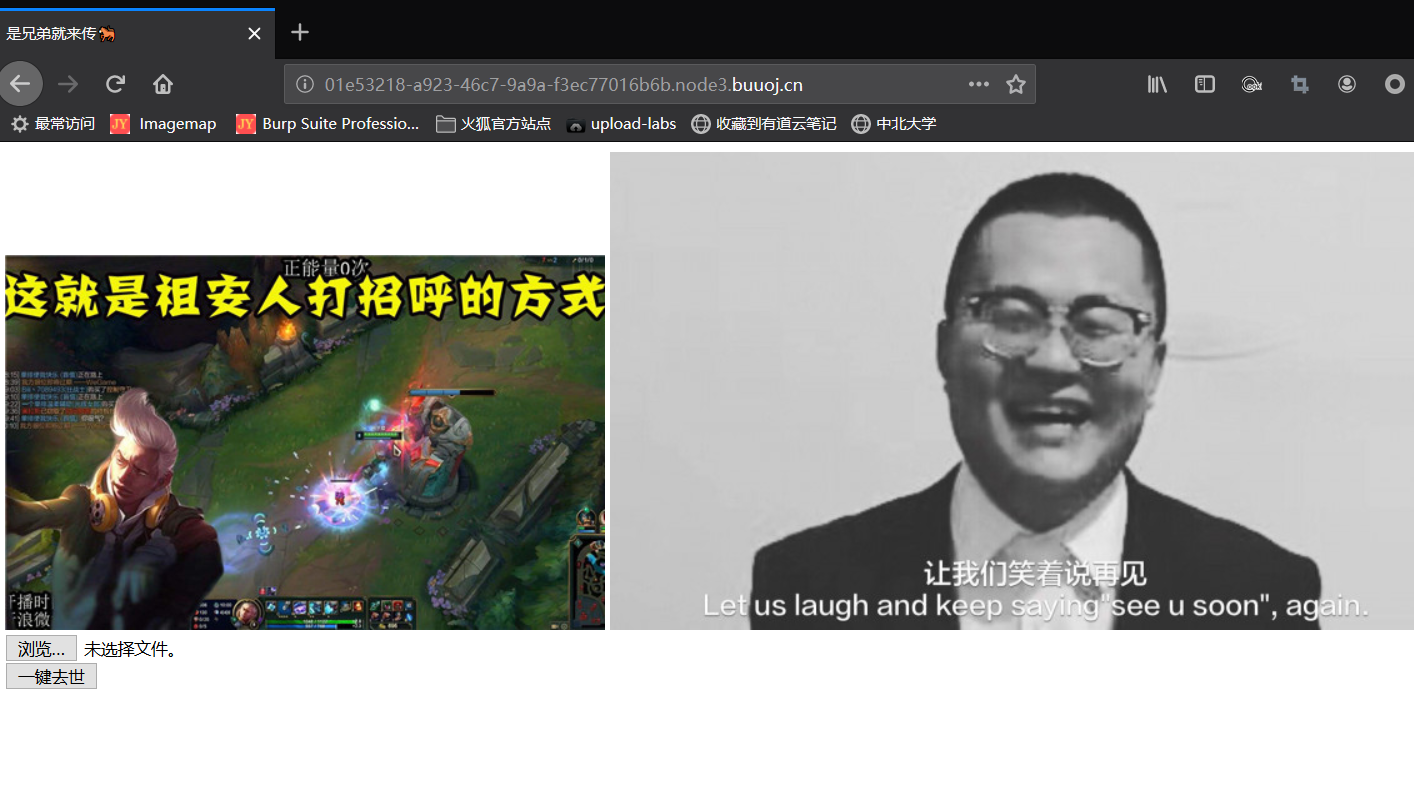 是兄弟就来传🐎
01e53218-a923-46c7-9a9a-f3ec77016b6b.node3.buuoj.cn
最常访问 JY Imagemap JY Burp Suite Professio... 火狐官方站点 upload-labs 收藏到有道云笔记 中北大学
正能量0次
这就是祖安人打招呼的方式
开播时
浪微
让我们笑着说再见
Let us laugh and keep saying"see u soon", again.
浏览... 未选择文件。
一键去世